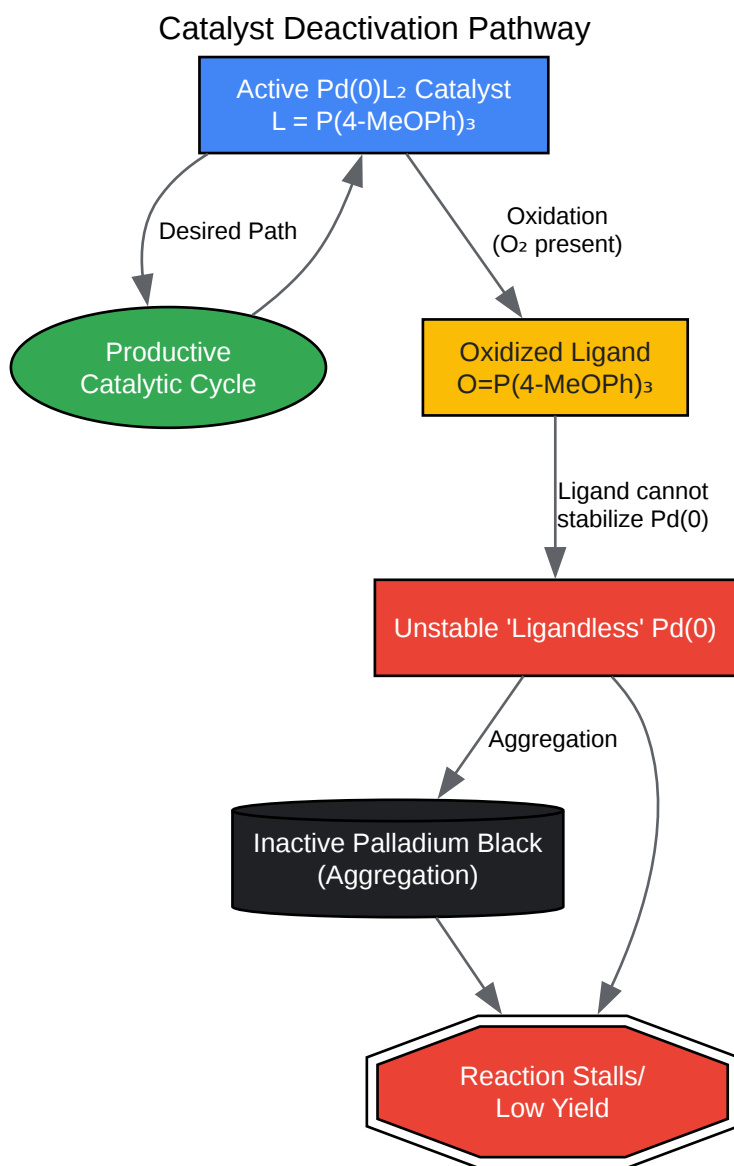 Catalyst Deactivation Pathway
Active Pd(0)L₂ Catalyst
L = P(4-MeOPh)₃
Desired Path
Oxidation
(O₂ present)
Productive
Catalytic Cycle
Oxidized Ligand
O=P(4-MeOPh)₃
Ligand cannot
stabilize Pd(0)
Unstable 'Ligandless' Pd(0)
Aggregation
Inactive Palladium Black
(Aggregation)
Reaction Stalls/
Low Yield